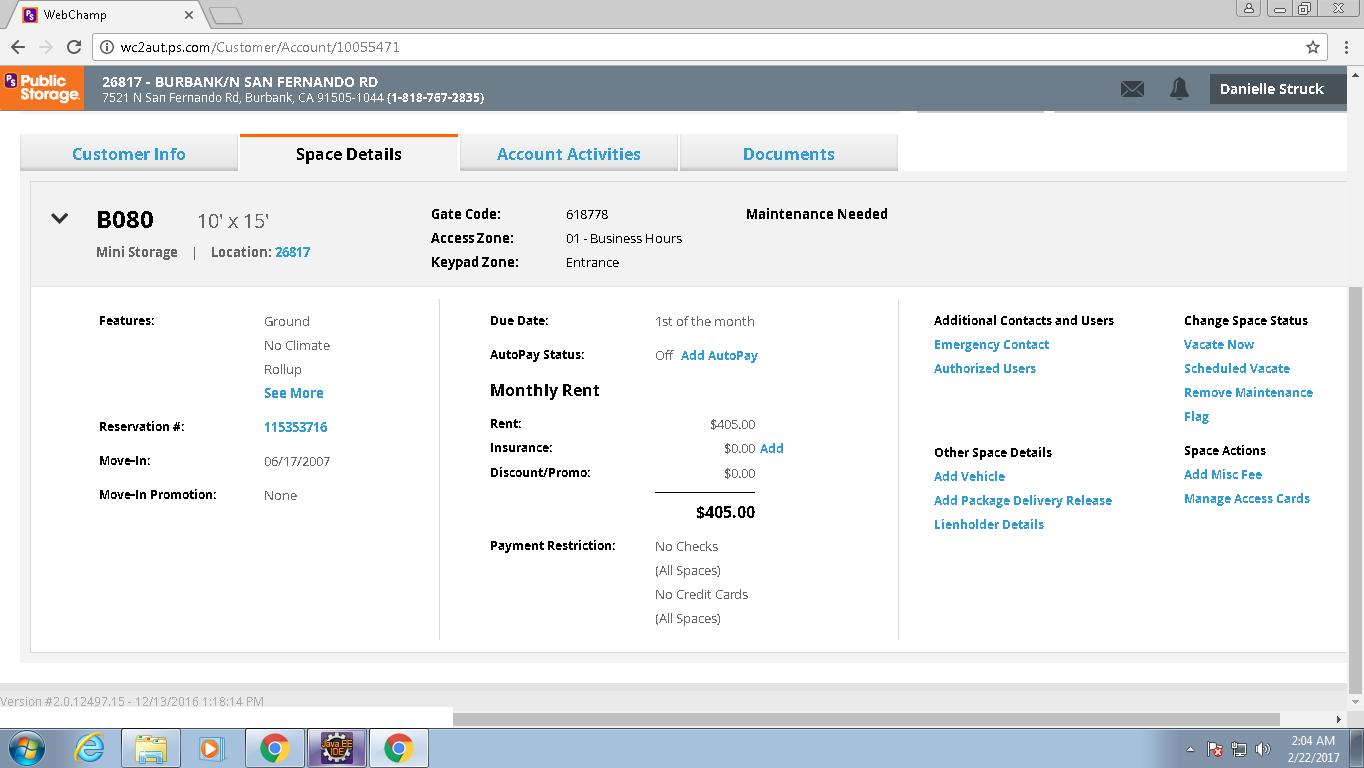 WebChamp
wc2aut.ps.com/Customer/Account/10055471
PS Public Storage.
26817 - BURBANK/N SAN FERNANDO RD
7521 N San Fernando Rd, Burbank, CA 91505-1044 (1-818-767-2835)
Danielle Struck
Customer Info
Space Details
Account Activities
Documents
B080 10' x 15'
Mini Storage | Location: 26817
Gate Code: 618778
Access Zone: 01 - Business Hours
Keypad Zone: Entrance
Maintenance Needed
Features: Ground
No Climate
Rollup
See More
Reservation #: 115353716
Move-In: 06/17/2007
Move-In Promotion: None
Due Date: 1st of the month
AutoPay Status: Off Add AutoPay
Monthly Rent
Rent: $405.00
Insurance: $0.00 Add
Discount/Promo: $0.00
$405.00
Payment Restriction: No Checks
(All Spaces)
No Credit Cards
(All Spaces)
Additional Contacts and Users
Emergency Contact
Authorized Users
Other Space Details
Add Vehicle
Add Package Delivery Release
Lienholder Details
Change Space Status
Vacate Now
Scheduled Vacate
Remove Maintenance
Flag
Space Actions
Add Misc Fee
Manage Access Cards
Version #2.0.12497.15 - 12/13/2016 1:18:14 PM
Java EE
IDE
2:04 AM
2/22/2017